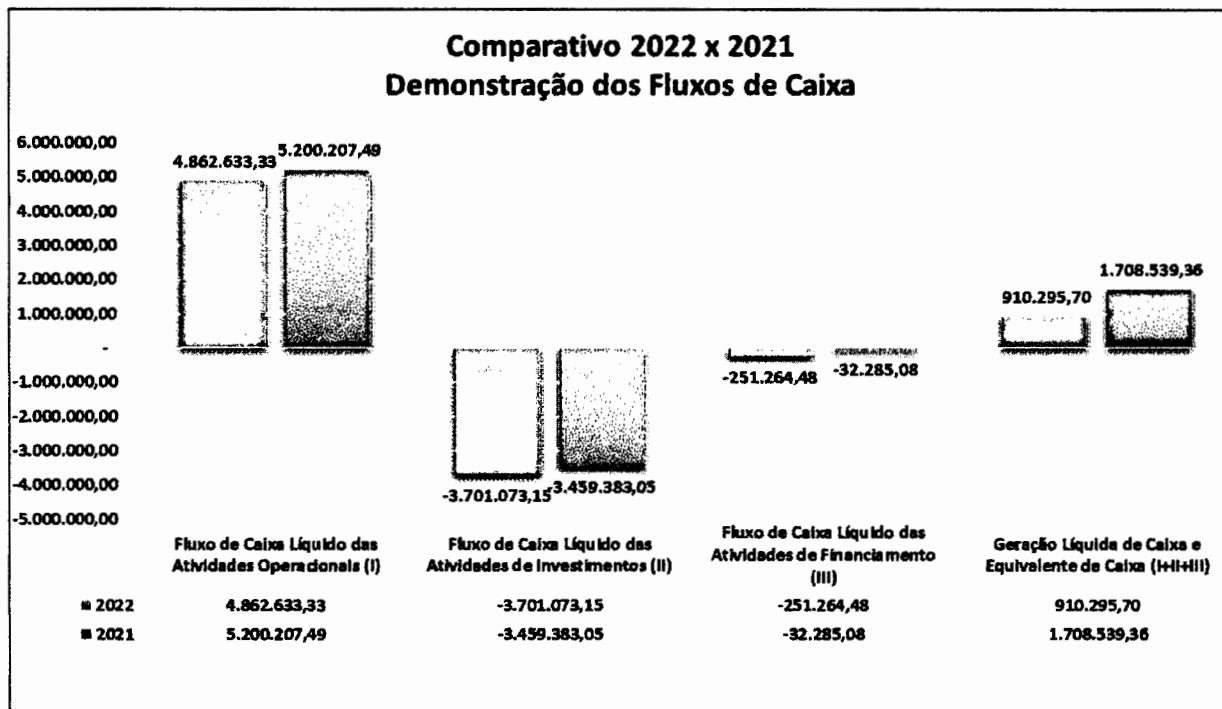 Comparativo 2022 x 2021
Demonstração dos Fluxos de Caixa
6.000.000,00
5.000.000,00
4.000.000,00
3.000.000,00
2.000.000,00
1.000.000,00
-
-1.000.000,00
-2.000.000,00
-3.000.000,00
-4.000.000,00
-5.000.000,00
4.862.633,33
5.200.207,49
-3.701.073,15
-3.459.383,05
-251.264,48
-32.285,08
910.295,70
1.708.539,36
Fluxo de Caixa Líquido das
Atividades Operacionais (I)
Fluxo de Caixa Líquido das
Atividades de Investimentos (II)
Fluxo de Caixa Líquido das
Atividades de Financiamento
(III)
Geração Líquida de Caixa e
Equivalente de Caixa (I+II+III)
2022 4.862.633,33 -3.701.073,15 -251.264,48 910.295,70
2021 5.200.207,49 -3.459.383,05 -32.285,08 1.708.539,36